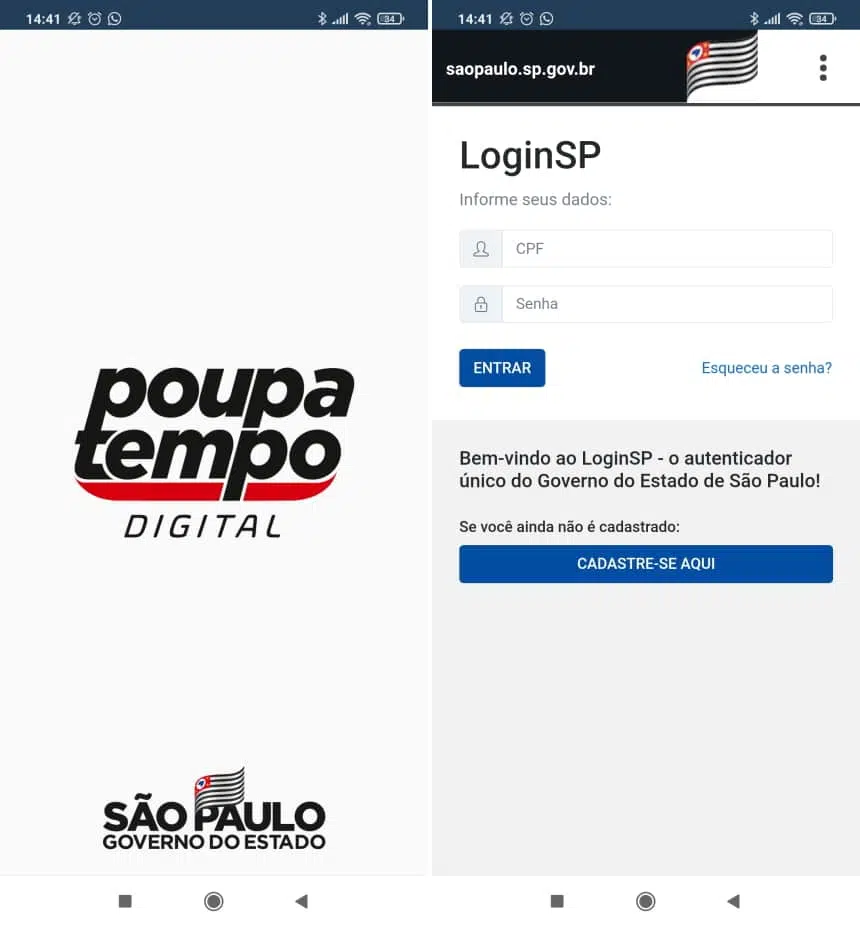 14:41
34
poupa
tempo
DIGITAL
SÃO PAULO
GOVERNO DO ESTADO
14:41
34
saopaulo.sp.gov.br
LoginSP
Informe seus dados:
CPF
Senha
ENTRAR
Esqueceu a senha?
Bem-vindo ao LoginSP - o autenticador
único do Governo do Estado de São Paulo!
Se você ainda não é cadastrado:
CADASTRE-SE AQUI